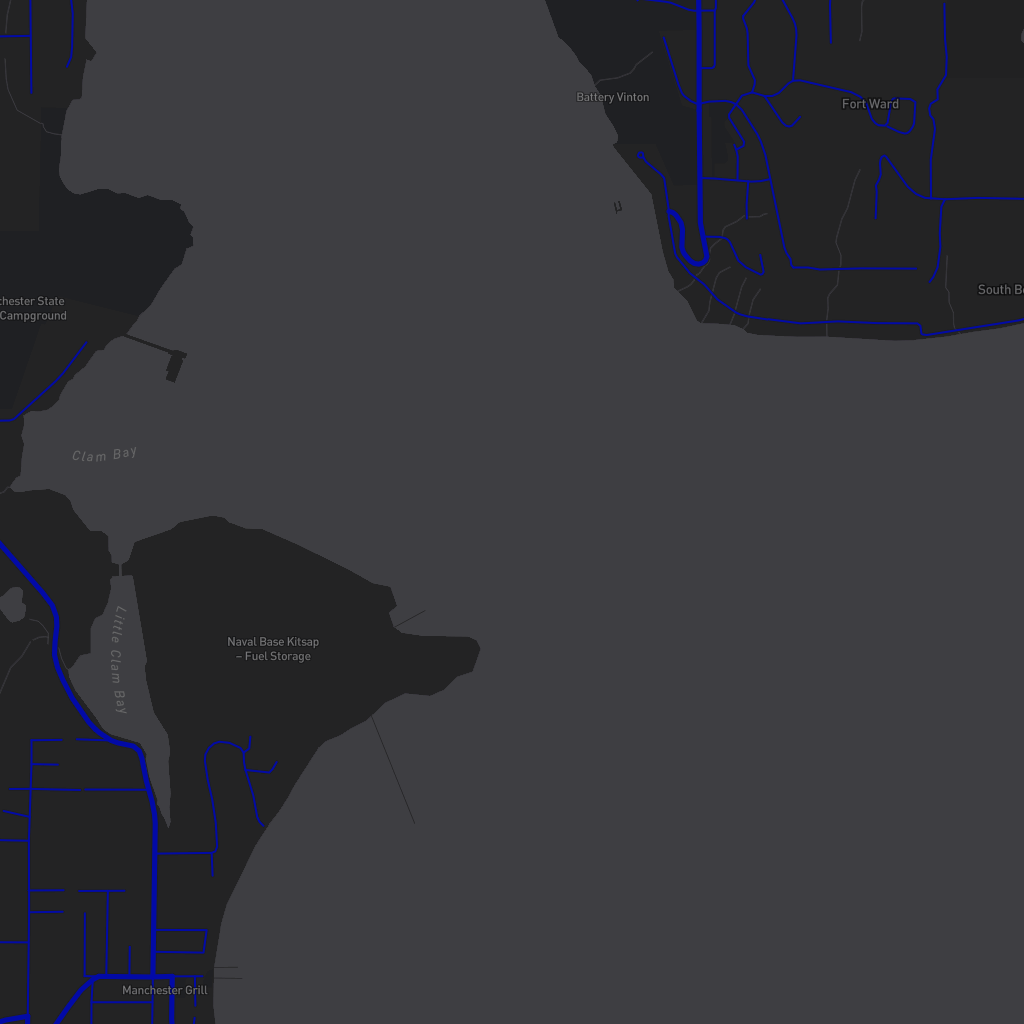 Battery Vinton
Fort Ward
South Be
chester State
Campground
Clam Bay
Little Clam Bay
Naval Base Kitsap
– Fuel Storage
Manchester Grill